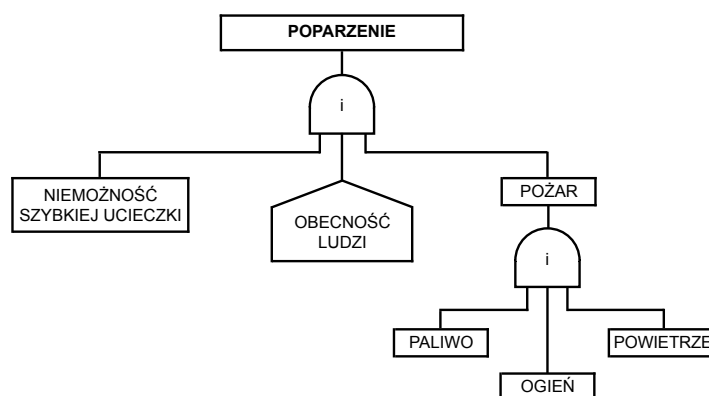 POPARZENIE
i
NIEMOŻNOŚĆ
SZYBKIEJ UCIECZKI
OBECNOŚĆ
LUDZI
POŻAR
i
PALIWO
OGIEŃ
POWIETRZE